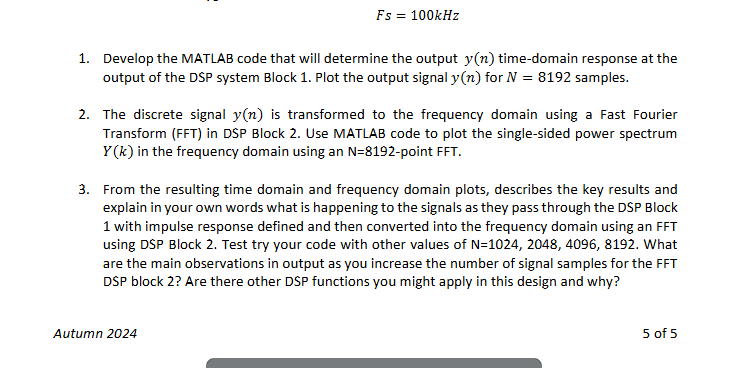 Fs = 100kHz
1. Develop the MATLAB code that will determine the output y(n) time-domain response at the
output of the DSP system Block 1. Plot the output signal y(n) for N = 8192 samples.
2. The discrete signal y(n) is transformed to the frequency domain using a Fast Fourier
Transform (FFT) in DSP Block 2. Use MATLAB code to plot the single-sided power spectrum
Y(k) in the frequency domain using an N=8192-point FFT.
3. From the resulting time domain and frequency domain plots, describes the key results and
explain in your own words what is happening to the signals as they pass through the DSP Block
1 with impulse response defined and then converted into the frequency domain using an FFT
using DSP Block 2. Test try your code with other values of N=1024, 2048, 4096, 8192. What
are the main observations in output as you increase the number of signal samples for the FFT
DSP block 2? Are there other DSP functions you might apply in this design and why?
Autumn 2024 5 of 5